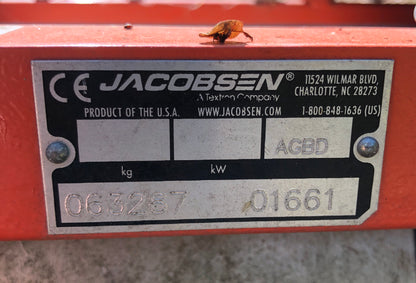 CE JACOBSEN® 11524 WILMAR BLVD,
A Textron Company CHARLOTTE, NC 28273
PRODUCT OF THE U.S.A. WWW.JACOBSEN.COM 1-800-848-1636 (US)
AGBD
kg kW
063287 01661